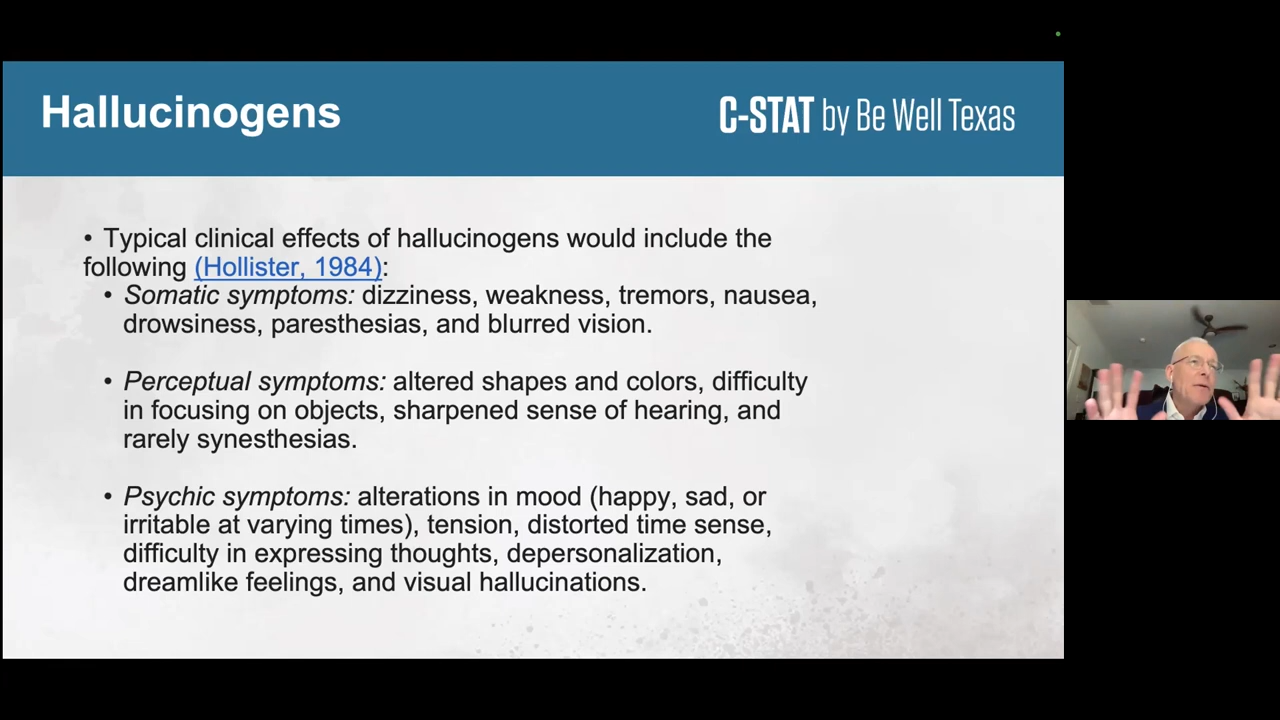 Hallucinogens
C-STAT by Be Well Texas
• Typical clinical effects of hallucinogens would include the
following (Hollister, 1984):
• Somatic symptoms: dizziness, weakness, tremors, nausea,
drowsiness, paresthesias, and blurred vision.
• Perceptual symptoms: altered shapes and colors, difficulty
in focusing on objects, sharpened sense of hearing, and
rarely synesthesias.
• Psychic symptoms: alterations in mood (happy, sad, or
irritable at varying times), tension, distorted time sense,
difficulty in expressing thoughts, depersonalization,
dreamlike feelings, and visual hallucinations.